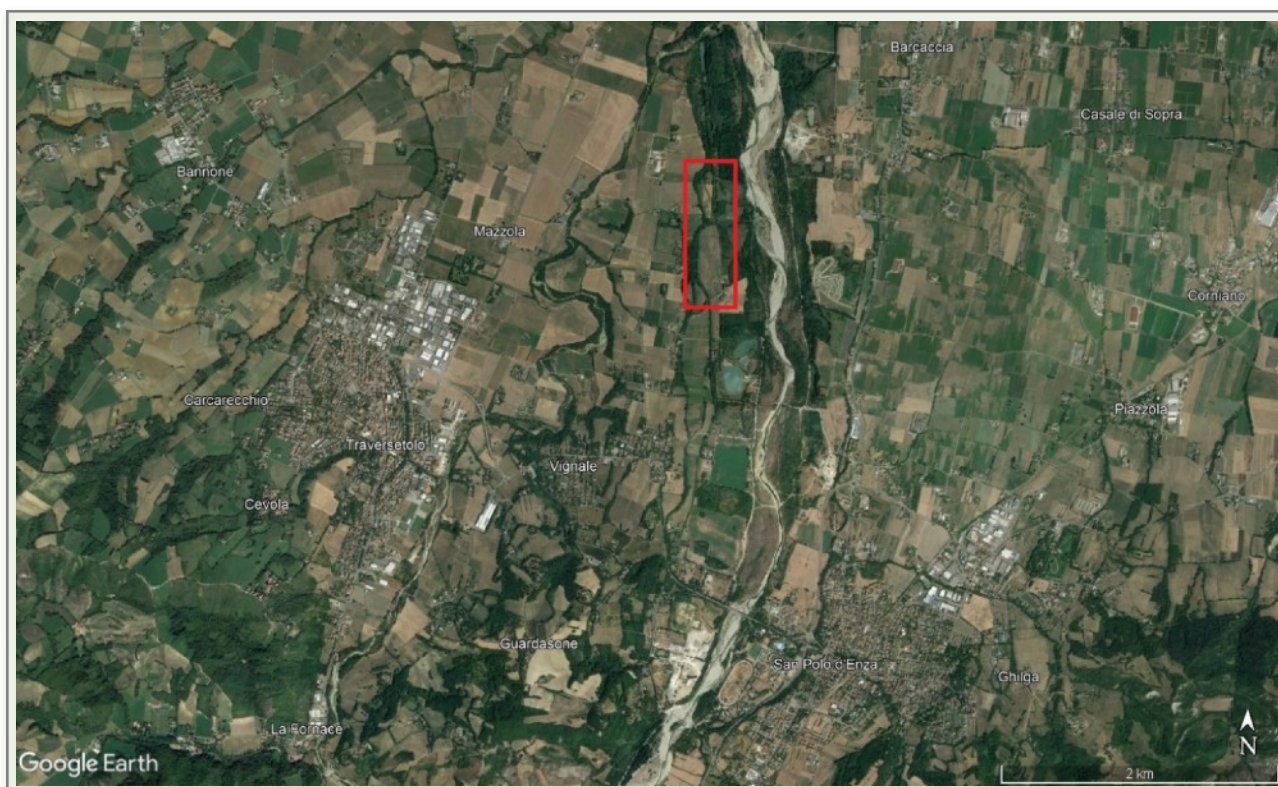 Barcaccia
Casale di Sopra
Bannone
Mazzola
Corniano
Carcarecchio
Piazzola
Traversetolo
Vignale
Cevola
Guardasone
San Polo d'Enza
Ghilga
La Fornace
N
Google Earth
2 km